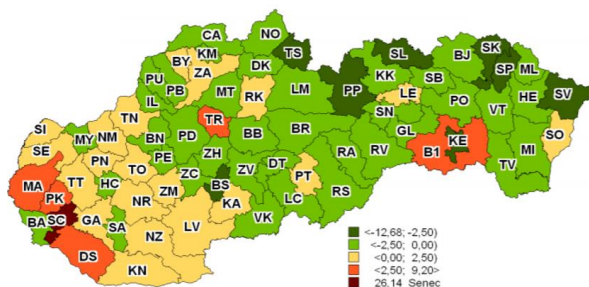 CA NO
BY KM TS SL SK
ZA DK BJ
PU SP ML
PB RK LM PP KK SB
MT LE HE SV
IL PO VT
TN TR SN
SI BN PD BB BR GL SO
MY NM KE
SE PE ZH RA RV B1 MI
PN TO ZV DT TV
MA TT HC ZC BS PT
PK ZM RS
NR KA LC
BA SC GA SA LV VK
NZ
DS
KN
<-12,68; -2,50)
<-2,50; 0,00)
<0,00; 2,50)
<2,50; 9,20>
26,14 Senec